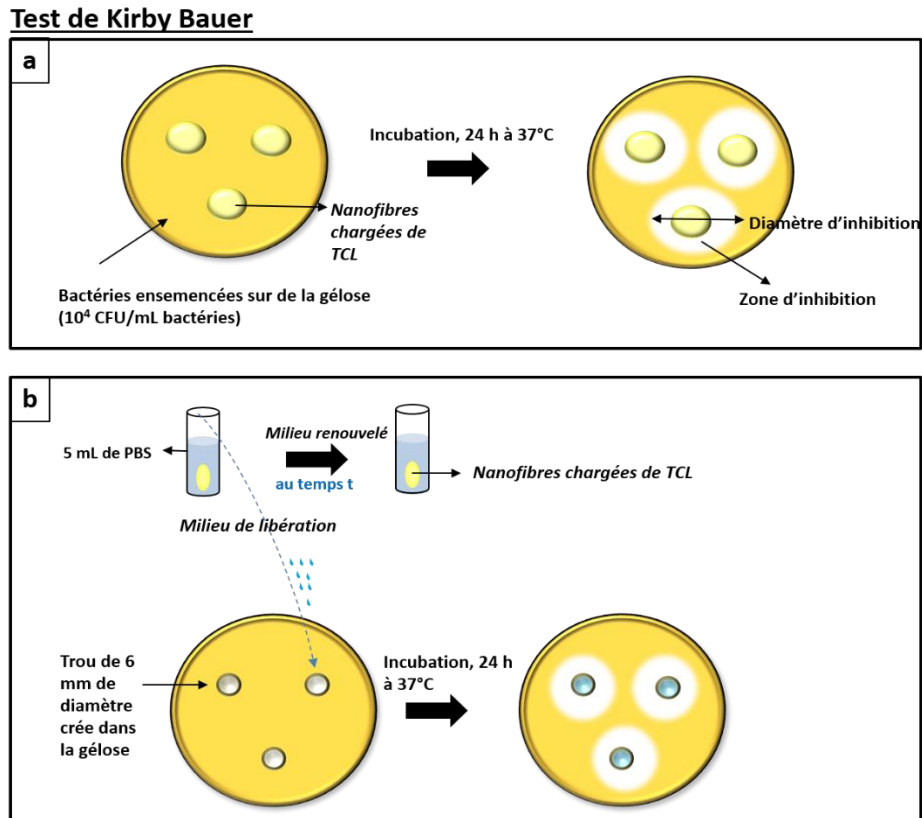 Test de Kirby Bauer
a
Incubation, 24 h à 37°C
Nanofibres
chargées de
TCL
Bactéries ensemencées sur de la gélose
(10⁴ CFU/mL bactéries)
Diamètre d'inhibition
Zone d'inhibition
b
5 mL de PBS
Milieu renouvelé
au temps t
Nanofibres chargées de TCL
Milieu de libération
Trou de 6
mm de
diamètre
crée dans
la gélose
Incubation, 24 h
à 37°C